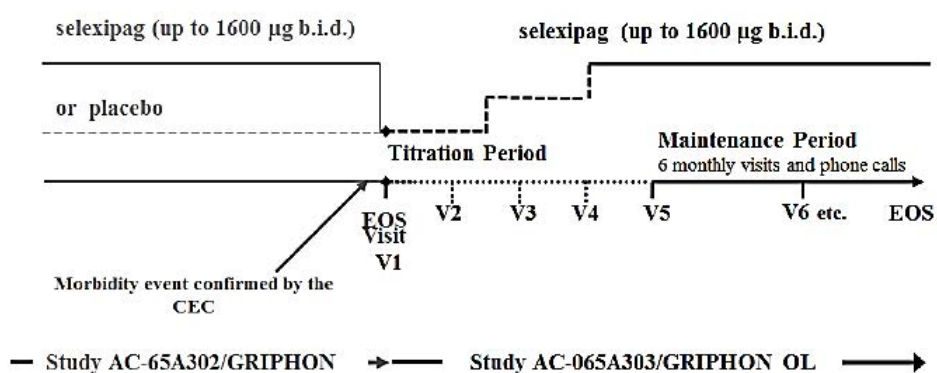 selexipag (up to 1600 μg b.i.d.)
selexipag (up to 1600 μg b.i.d.)
or placebo
Titration Period
Maintenance Period
6 monthly visits and phone calls
EOS
Visit
V1
V2
V3
V4
V5
V6 etc.
EOS
Morbidity event confirmed by the
CEC
Study AC-65A302/GRIPHON
Study AC-065A303/GRIPHON OL